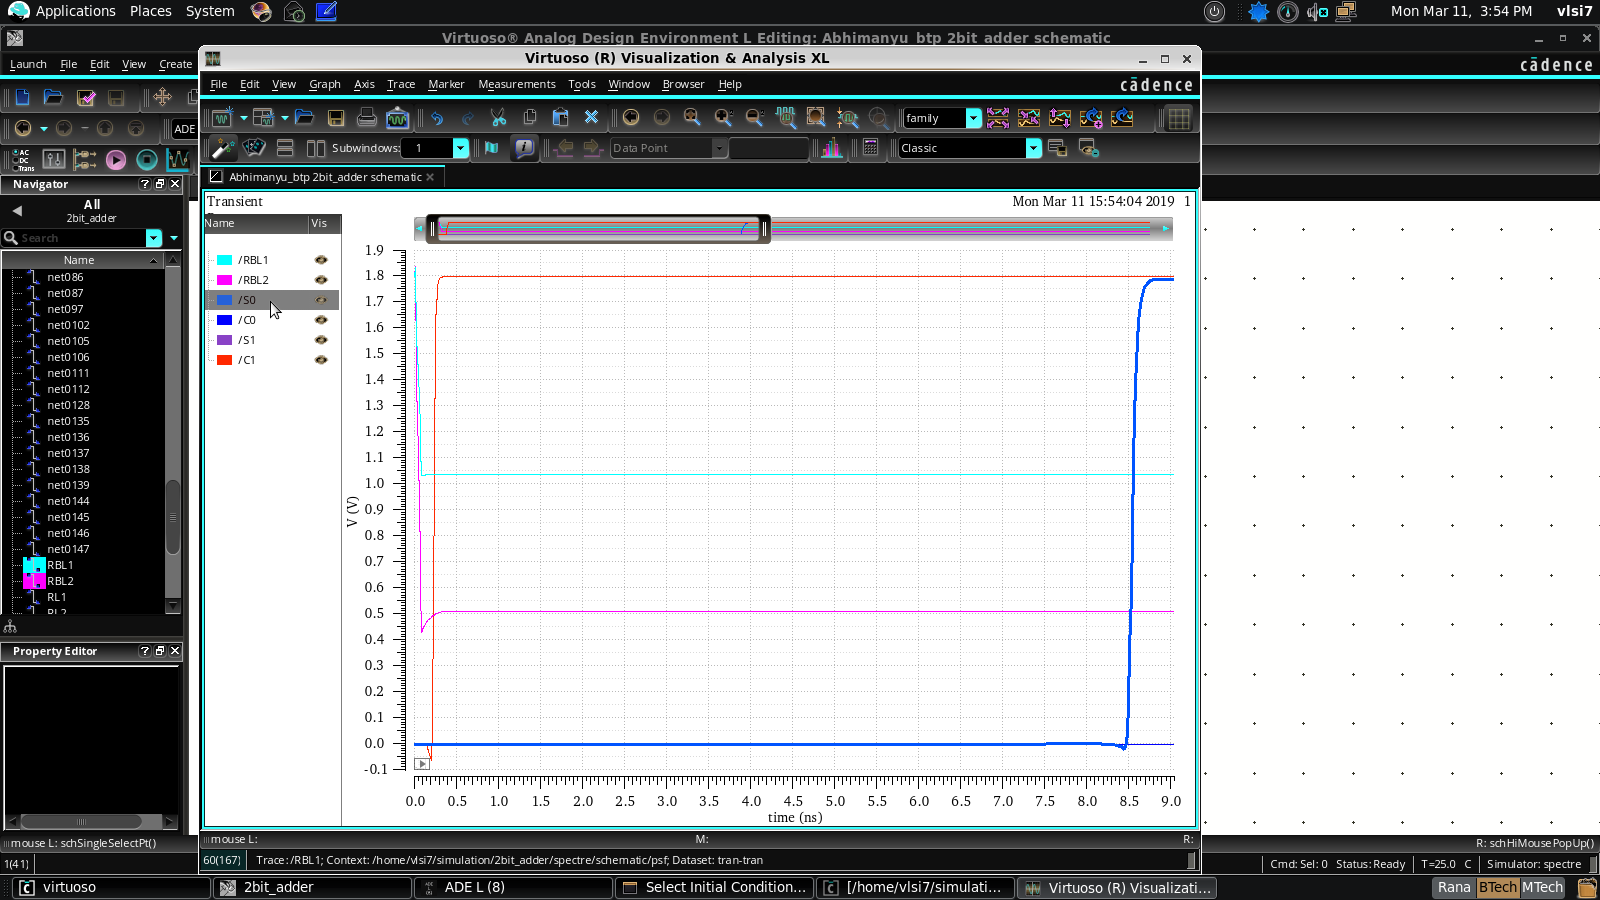 Applications Places System
Mon Mar 11, 3:54 PM vlsi7
Virtuoso® Analog Design Environment L Editing: Abhimanyu_btp 2bit_adder schematic
Launch File Edit View Create
cādence
Virtuoso (R) Visualization & Analysis XL
File Edit View Graph Axis Trace Marker Measurements Tools Window Browser Help
cādence
family
ADE
Subwindows: 1
Data Point
Classic
AC
DC
Trans
Abhimanyu_btp 2bit_adder schematic
Navigator
All
2bit_adder
Search
Name
net086
net087
net097
net0102
net0105
net0106
net0111
net0112
net0128
net0135
net0136
net0137
net0138
net0139
net0144
net0145
net0146
net0147
RBL1
RBL2
RL1
RL2
Property Editor
Transient
Mon Mar 11 15:54:04 2019 1
Name Vis
/RBL1
/RBL2
/S0
/C0
/S1
/C1
1.9
1.8
1.7
1.6
1.5
1.4
1.3
1.2
1.1
1.0
0.9
0.8
0.7
0.6
0.5
0.4
0.3
0.2
0.1
0.0
-0.1
V (V)
0.0 0.5 1.0 1.5 2.0 2.5 3.0 3.5 4.0 4.5 5.0 5.5 6.0 6.5 7.0 7.5 8.0 8.5 9.0
time (ns)
mouse L: M: R:
60(167) Trace:/RBL1; Context: /home/vlsi7/simulation/2bit_adder/spectre/schematic/psf; Dataset: tran-tran
mouse L: schSingleSelectPt()
R: schHiMousePopUp()
1(41)
Cmd: Sel: 0 Status: Ready T=25.0 C Simulator: spectre
virtuoso
2bit_adder
ADE L (8)
Select Initial Condition...
[/home/vlsi7/simulati...
Virtuoso (R) Visualizati...
Rana BTech MTech